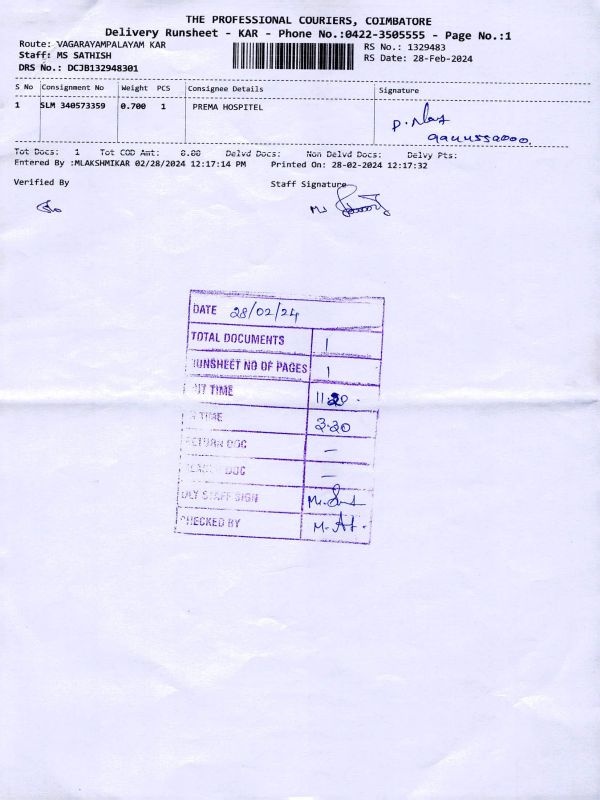 THE PROFESSIONAL COURIERS, COIMBATORE
Delivery Runsheet - KAR - Phone No.:0422-3505555 - Page No.:1
Route: VAGARAYAMPALAYAM KAR
RS No.: 1329483
Staff: MS SATHISH
RS Date: 28-Feb-2024
DRS No.: DCJB132948301
S No Consignment No Weight PCS Consignee Details Signature
1 SLM 340573359 0.700 1 PREMA HOSPITEL
9944552000.
Tot Docs: 1 Tot COD Amt: 0.00 Delvd Docs: Non Delvd Docs: Delvy Pts:
Entered By :MLAKSHMIKAR 02/28/2024 12:17:14 PM Printed On: 28-02-2024 12:17:32
Verified By Staff Signature
DATE 28/02/24
TOTAL DOCUMENTS 1
RUNSHEET NO OF PAGES 1
OUT TIME
TIME 2.20
RETURN DOC –
DOC –
DLY STAFF SIGN
CHECKED BY